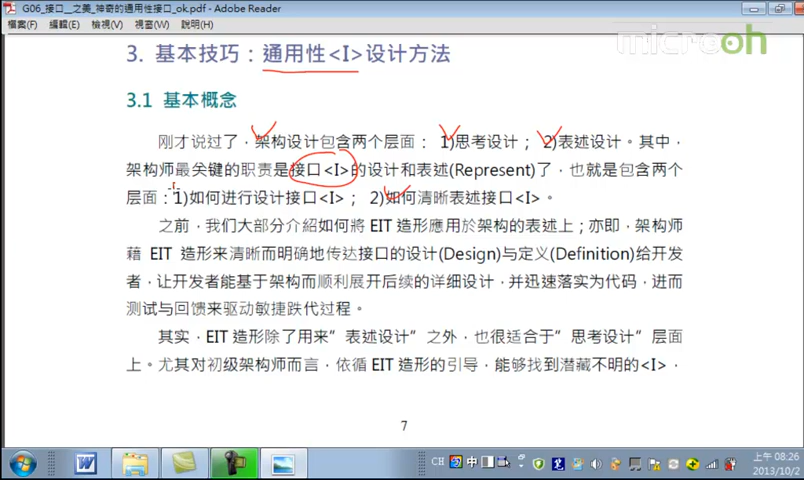 G06_接口__之美_神奇的通用性接口_ok.pdf - Adobe Reader
檔案(F) 編輯(E) 檢視(V) 視窗(W) 說明(H)
microoh
3. 基本技巧：通用性<I>设计方法
3.1 基本概念
刚才说过了，架构设计包含两个层面： 1)思考设计； 2)表述设计。其中，
架构师最关键的职责是接口<I>的设计和表述(Represent)了，也就是包含两个
层面：1)如何进行设计接口<I>； 2)如何清晰表述接口<I>。
之前，我们大部分介紹如何將 EIT 造形應用於架构的表述上；亦即，架构师
藉 EIT 造形来清晰而明确地传达接口的设计(Design)与定义(Definition)给开发
者，让开发者能基于架构而顺利展开后续的详细设计，并迅速落实为代码，进而
测试与回馈来驱动敏捷跌代过程。
其实，EIT 造形除了用来”表述设计”之外，也很适合于”思考设计”层面
上。尤其对初级架构师而言，依循 EIT 造形的引导，能够找到潜藏不明的<I>，
7
CH 中
上午 08:26
2013/10/2